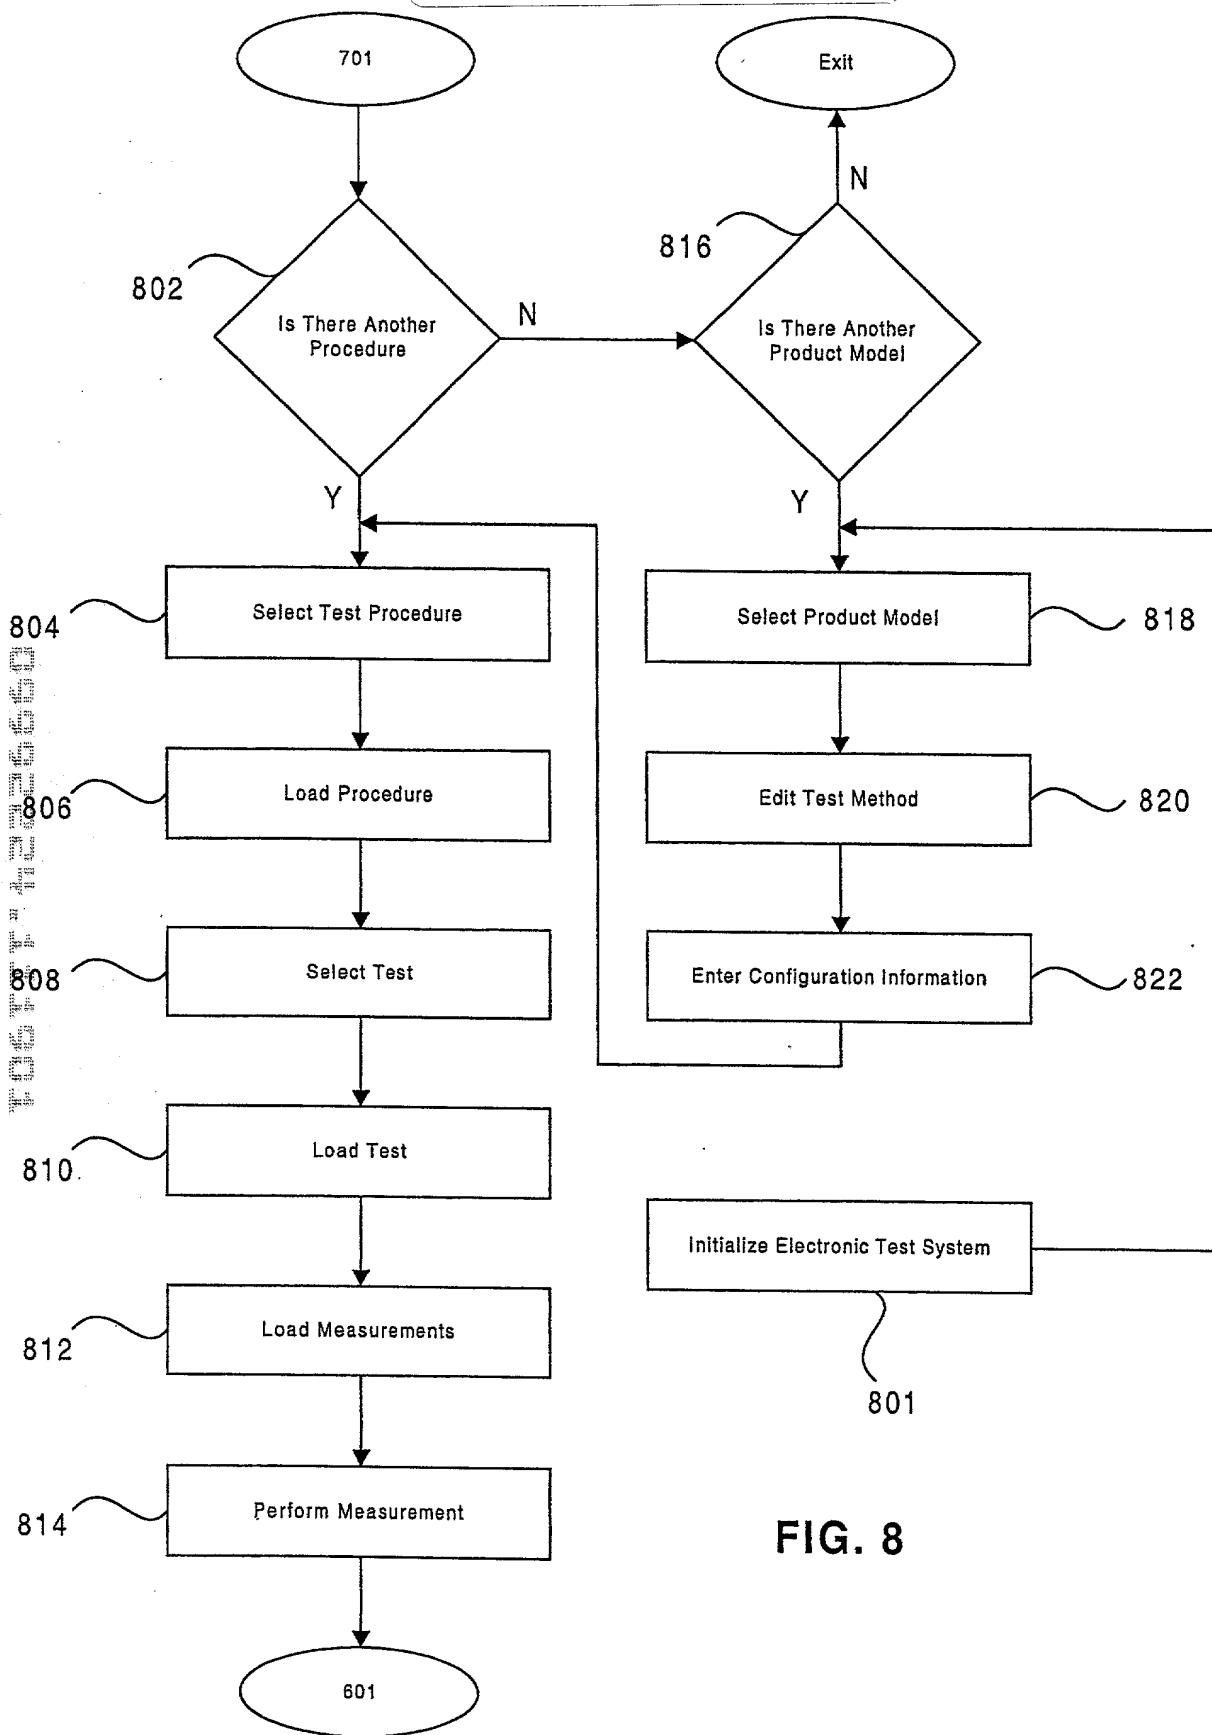 701
Exit
N
816
802
Is There Another
Procedure
N
Is There Another
Product Model
Y
Y
804
Select Test Procedure
Select Product Model
818
806
Load Procedure
Edit Test Method
820
808
Select Test
Enter Configuration Information
822
810
Load Test
Initialize Electronic Test System
812
Load Measurements
801
814
Perform Measurement
FIG. 8
601